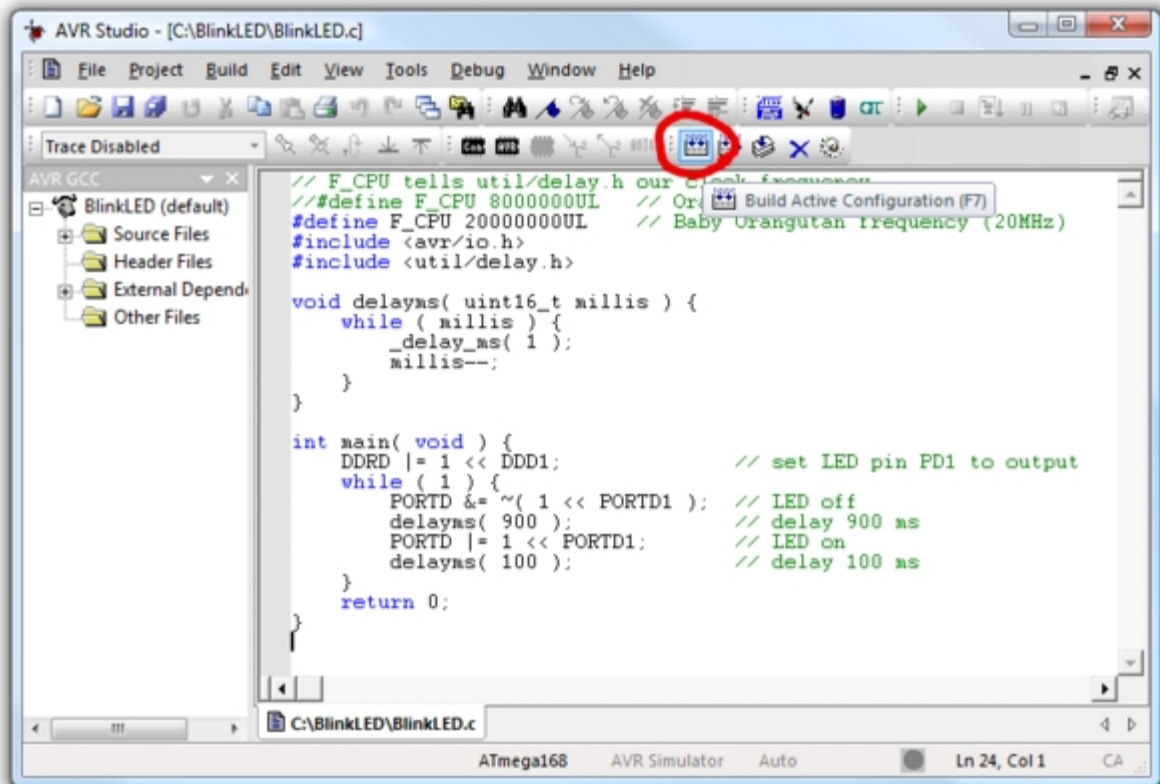 AVR Studio - [C:\BlinkLED\BlinkLED.c]
File Project Build Edit View Tools Debug Window Help
Trace Disabled
AVR GCC
BlinkLED (default)
Source Files
Header Files
External Depend
Other Files
// F_CPU tells util/delay.h our clock frequency
//#define F_CPU 8000000UL // Or
Build Active Configuration (F7)
#define F_CPU 20000000UL // Baby Orangutan frequency (20MHz)
#include <avr/io.h>
#include <util/delay.h>
void delayms( uint16_t millis ) {
while ( millis ) {
_delay_ms( 1 );
millis--;
}
}
int main( void ) {
DDRD |= 1 << DDD1; // set LED pin PD1 to output
while ( 1 ) {
PORTD &= ~( 1 << PORTD1 ); // LED off
delayms( 900 ); // delay 900 ms
PORTD |= 1 << PORTD1; // LED on
delayms( 100 ); // delay 100 ms
}
return 0;
}
C:\BlinkLED\BlinkLED.c
ATmega168 AVR Simulator Auto Ln 24, Col 1 CA